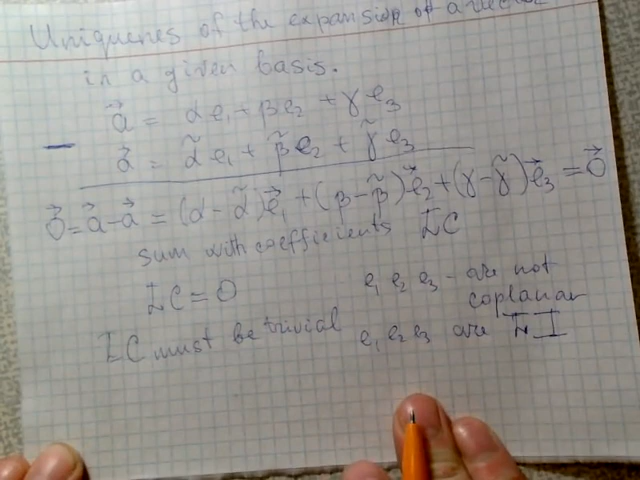 Uniquenes of the expansion of a vector
in a given basis.
a⃗ = αe₁ + βe₂ + γe₃
− a⃗ = α̃e₁ + β̃e₂ + γ̃e₃
0⃗ = a⃗ - a⃗ = (α - α̃)e⃗₁ + (β - β̃)e⃗₂ + (γ - γ̃)e⃗₃ = 0⃗
sum with coefficients LC
LC = 0 e₁ e₂ e₃ - are not
coplanar
LC must be trivial e₁ e₂ e₃ are LI